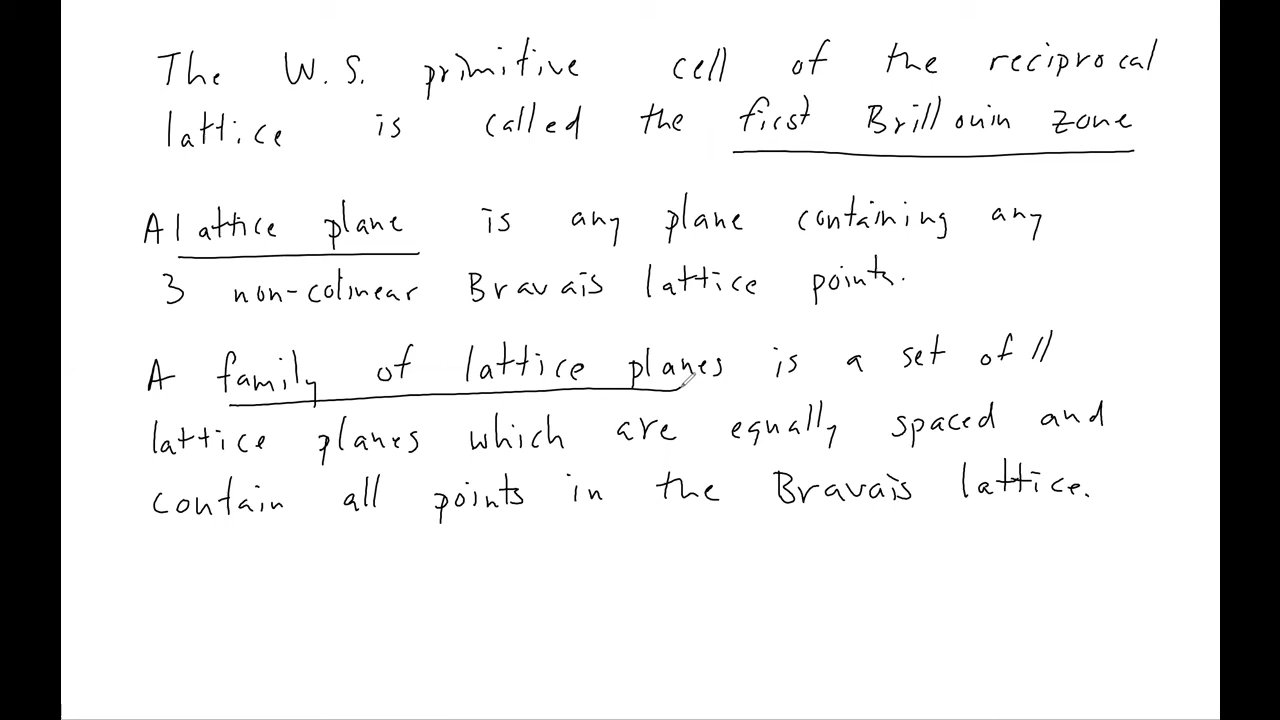 The W.S. primitive cell of the reciprocal
lattice is called the first Brillouin zone
A lattice plane is any plane containing any
3 non-colinear Bravais lattice points.
A family of lattice planes is a set of //
lattice planes which are equally spaced and
contain all points in the Bravais lattice.